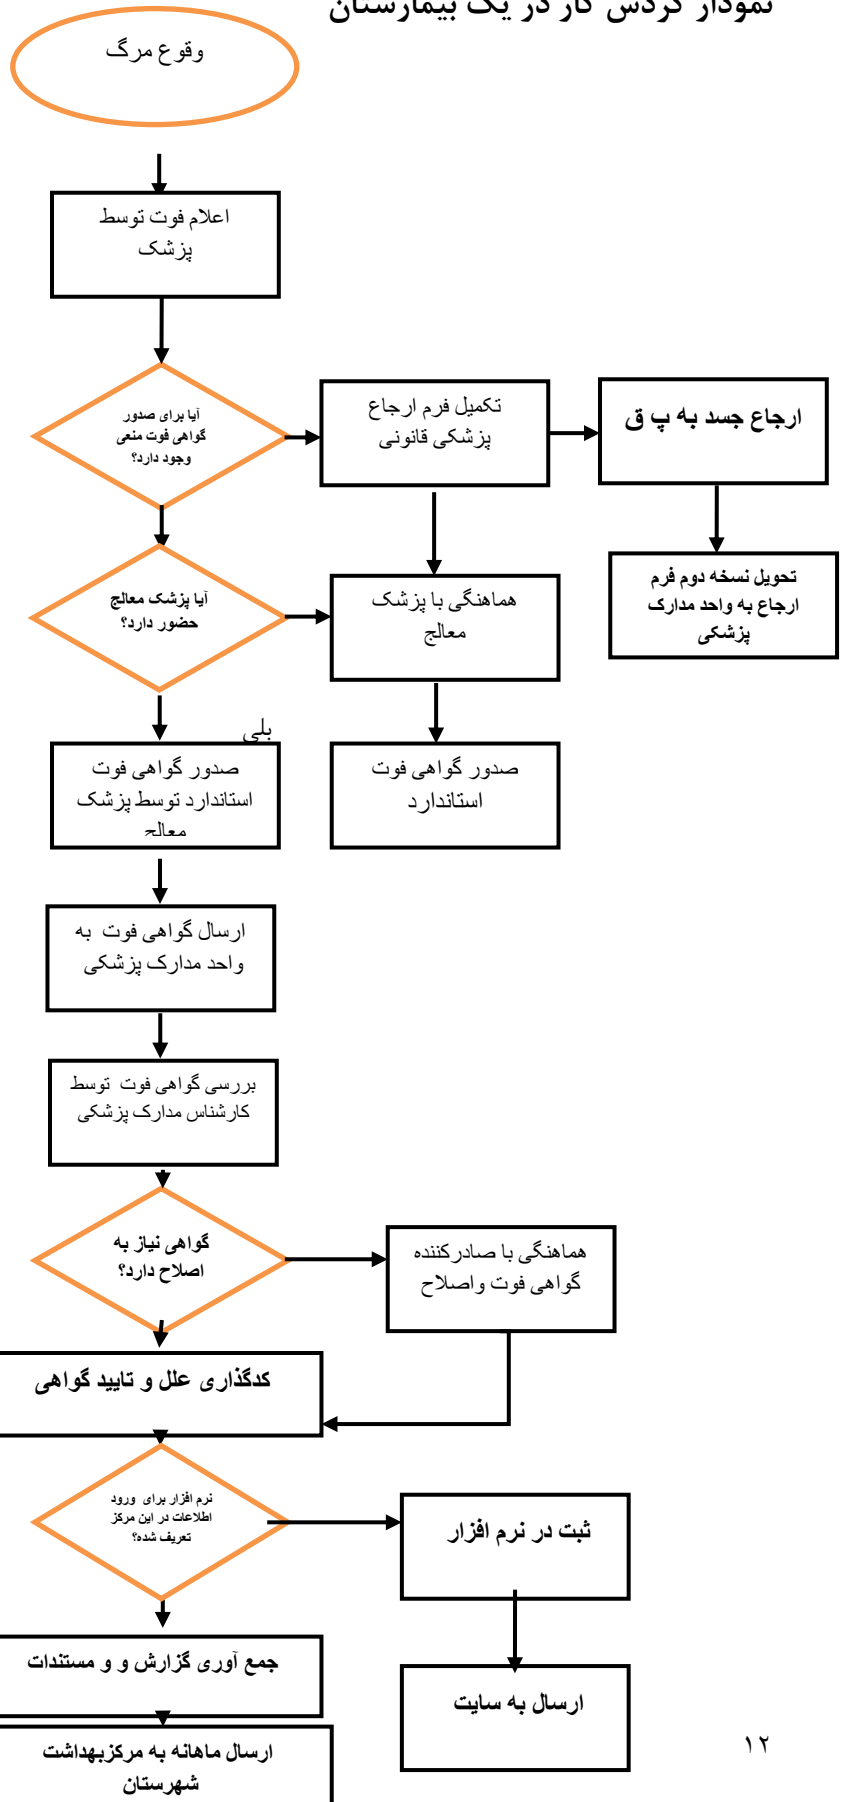 نمودار گردش کار در یک بیمارستان
وقوع مرگ
اعلام فوت توسط
پزشک
آیا برای صدور
گواهی فوت منعی
وجود دارد؟
تکمیل فرم ارجاع
پزشکی قانونی
ارجاع جسد به پ ق
آیا پزشک معالج
حضور دارد؟
هماهنگی با پزشک
معالج
تحویل نسخه دوم فرم
ارجاع به واحد مدارک
پزشکی
بلی
صدور گواهی فوت
استاندارد توسط پزشک
معالج
صدور گواهی فوت
استاندارد
ارسال گواهی فوت به
واحد مدارک پزشکی
بررسی گواهی فوت توسط
کارشناس مدارک پزشکی
گواهی نیاز به
اصلاح دارد؟
هماهنگی با صادرکننده
گواهی فوت واصلاح
کدگذاری علل و تایید گواهی
نرم افزار برای ورود
اطلاعات در این مرکز
تعریف شده؟
ثبت در نرم افزار
جمع آوری گزارش و و مستندات
ارسال به سایت
ارسال ماهانه به مرکزبهداشت
شهرستان
۱۲